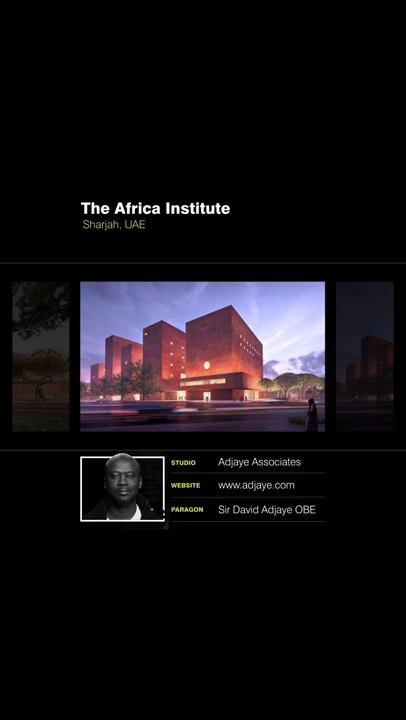 The Africa Institute
Sharjah, UAE
STUDIO Adjaye Associates
WEBSITE www.adjaye.com
PARAGON Sir David Adjaye OBE